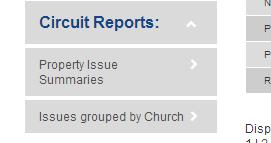 Circuit Reports:
Property Issue
Summaries
Issues grouped by Church
N
P
P
R
Disp